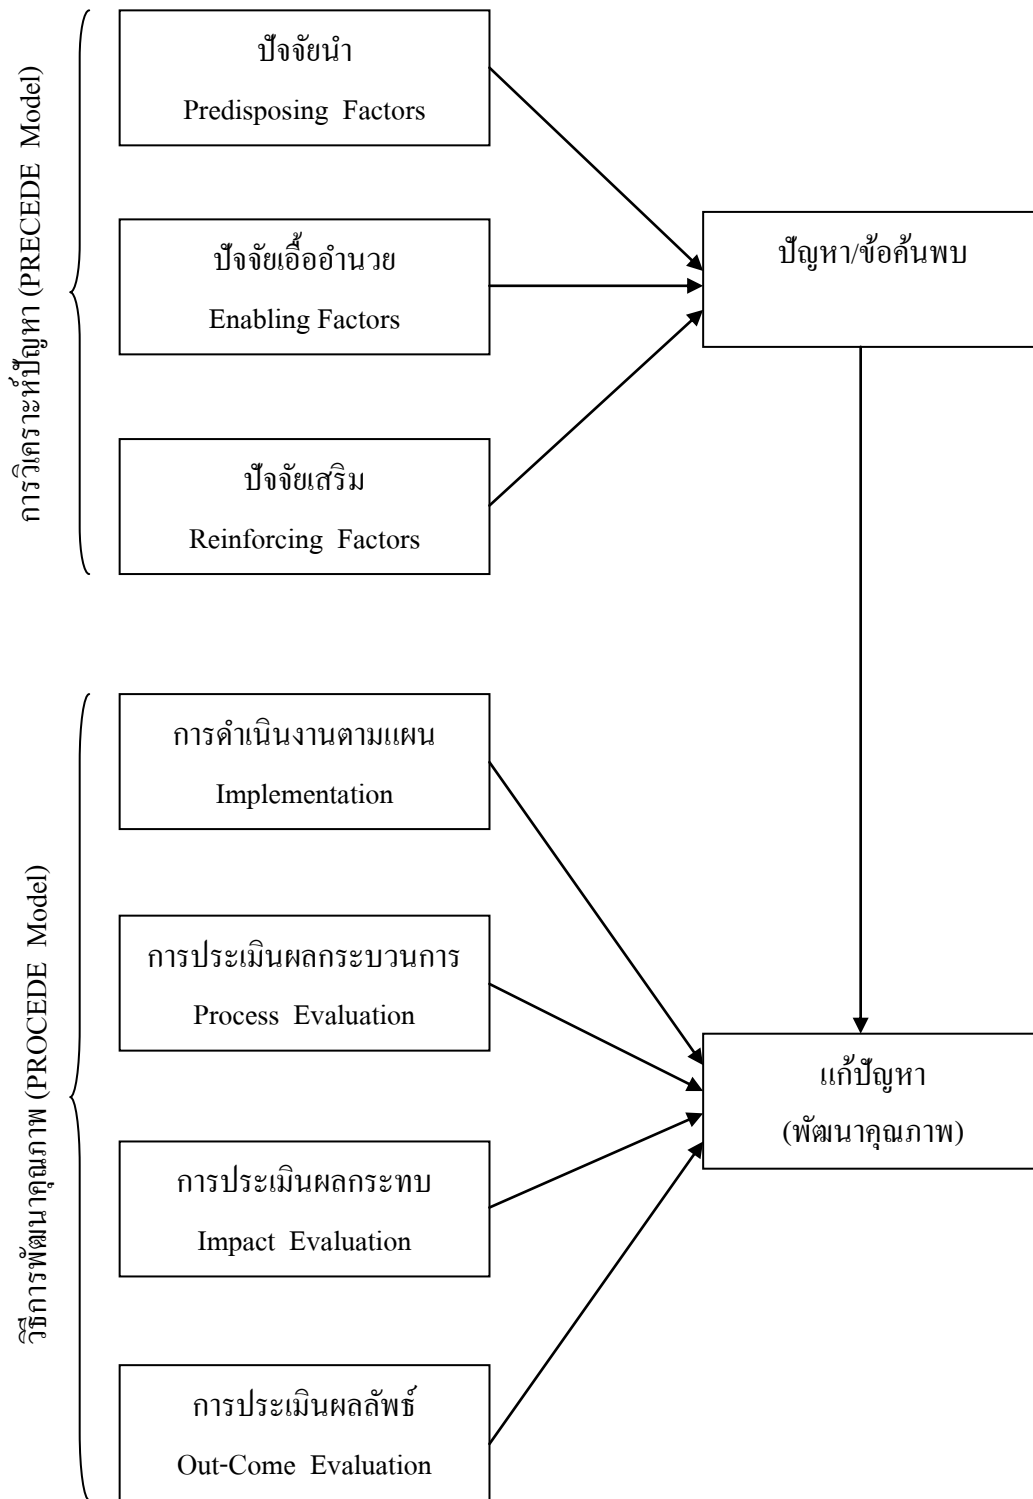 การวิเคราะห์ปัญหา (PRECEDE Model)
ปัจจัยนำ
Predisposing Factors
ปัจจัยเอื้ออำนวย
Enabling Factors
ปัจจัยเสริม
Reinforcing Factors
ปัญหา/ข้อค้นพบ
วิธีการพัฒนาคุณภาพ (PROCEDE Model)
การดำเนินงานตามแผน
Implementation
การประเมินผลกระบวนการ
Process Evaluation
การประเมินผลกระทบ
Impact Evaluation
การประเมินผลลัพธ์
Out-Come Evaluation
แก้ปัญหา
(พัฒนาคุณภาพ)